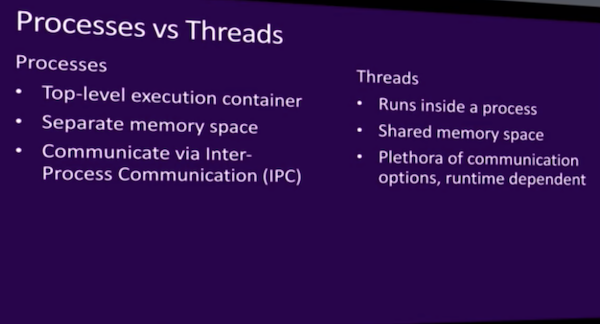 Processes vs Threads
Processes
• Top-level execution container
• Separate memory space
• Communicate via Inter-
Process Communication (IPC)
Threads
• Runs inside a process
• Shared memory space
• Plethora of communication
options, runtime dependent